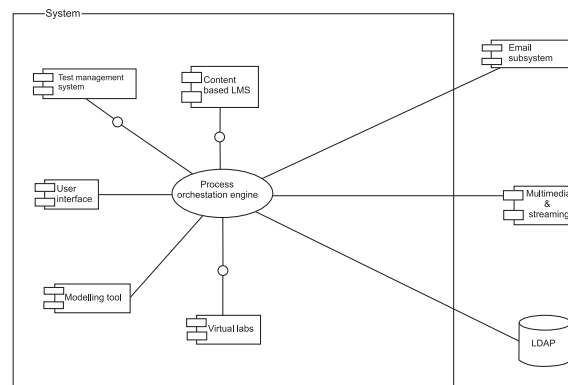 System
Email
subsystem
Test management
system
Content
based LMS
User
interface
Process
orchestation engine
Multimedia
&
streaming
Modelling tool
Virtual labs
LDAP